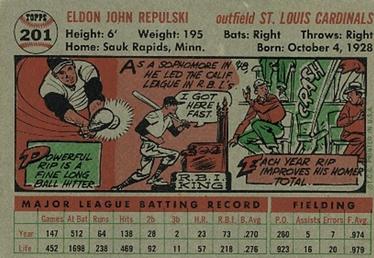 TOPPS
201
ELDON JOHN REPULSKI
outfield ST. LOUIS CARDINALS
Height: 6' Weight: 195
Bats: Right Throws: Right
Home: Sauk Rapids, Minn.
Born: October 4, 1928
POWERFUL
RIP IS A
FINE LONG
BALL HITTER
AS A SOPHOMORE IN '48,
HE LED THE CALIF.
LEAGUE IN R.B.I.'s
I GOT
HERE
FAST.
R.B.I.
KING
CRASH
EACH YEAR RIP
IMPROVES HIS HOMER
TOTAL.
MAJOR LEAGUE BATTING RECORD
FIELDING
Games At Bat Runs Hits 2b 3b H.R. R.B.I. B.Avg
P.O. Assists Errors F. Avg
Year 147 512 64 138 28 2 23 73 .270 260 5 7 .974
Life 452 1698 238 469 92 11 57 218 .276 923 16 20 .979